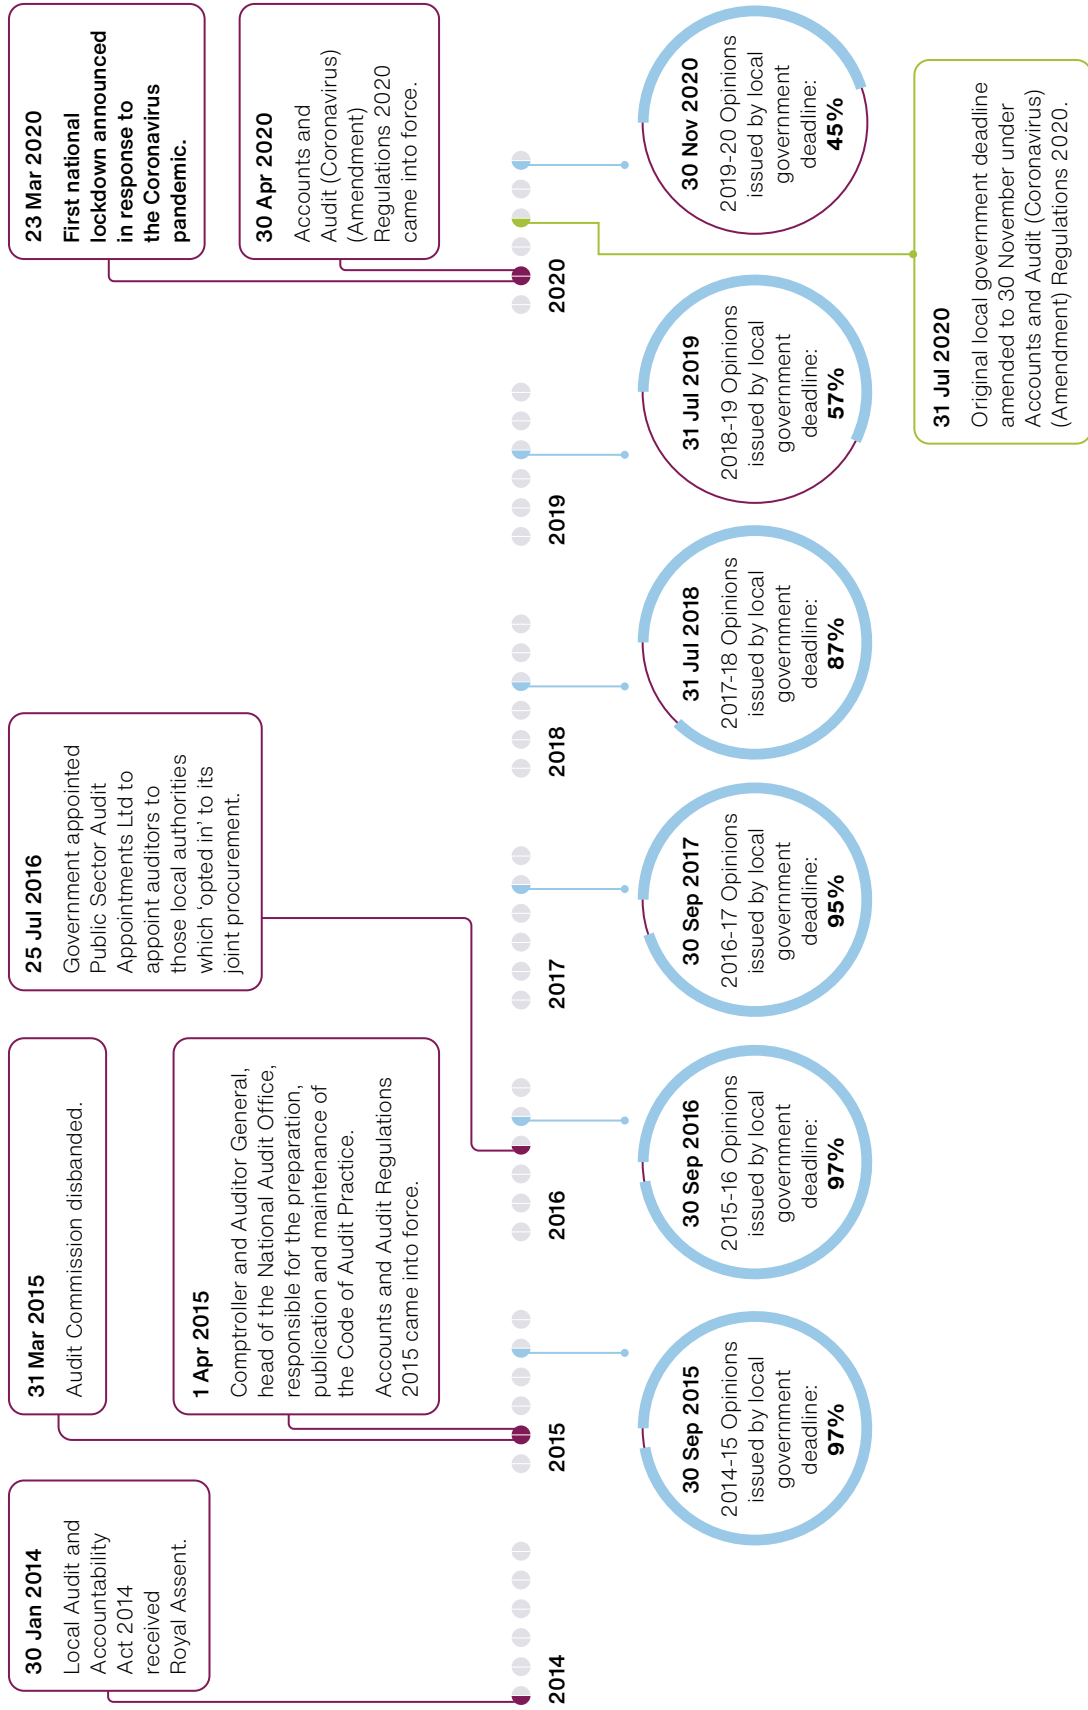 30 Jan 2014
Local Audit and
Accountability
Act 2014
received
Royal Assent.
31 Mar 2015
Audit Commission disbanded.
1 Apr 2015
Comptroller and Auditor General,
head of the National Audit Office,
responsible for the preparation,
publication and maintenance of
the Code of Audit Practice.
Accounts and Audit Regulations
2015 came into force.
25 Jul 2016
Government appointed
Public Sector Audit
Appointments Ltd to
appoint auditors to
those local authorities
which ‘opted in’ to its
joint procurement.
23 Mar 2020
First national
lockdown announced
in response to
the Coronavirus
pandemic.
30 Apr 2020
Accounts and
Audit (Coronavirus)
(Amendment)
Regulations 2020
came into force.
2014
2015
2016
2017
2018
2019
2020
30 Sep 2015
2014-15 Opinions
issued by local
government
deadline:
97%
30 Sep 2016
2015-16 Opinions
issued by local
government
deadline:
97%
30 Sep 2017
2016-17 Opinions
issued by local
government
deadline:
95%
31 Jul 2018
2017-18 Opinions
issued by local
government
deadline:
87%
31 Jul 2019
2018-19 Opinions
issued by local
government
deadline:
57%
30 Nov 2020
2019-20 Opinions
issued by local
government
deadline:
45%
31 Jul 2020
Original local government deadline
amended to 30 November under
Accounts and Audit (Coronavirus)
(Amendment) Regulations 2020.